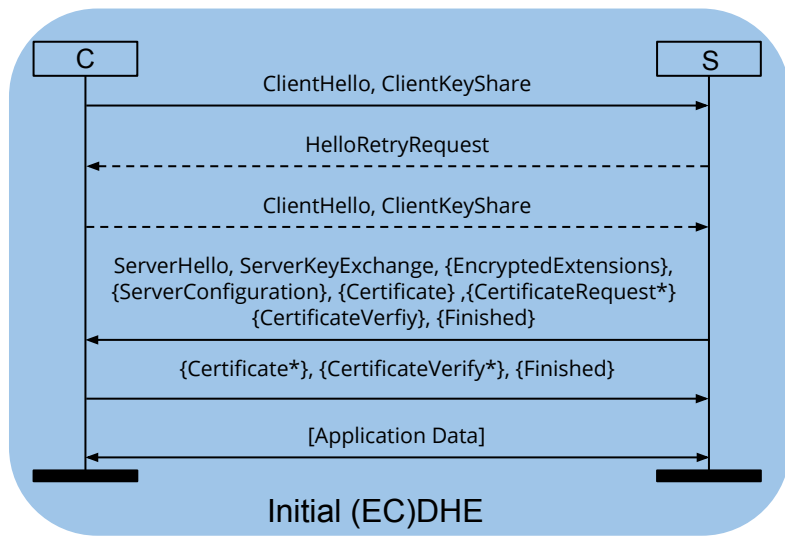 C
S
ClientHello, ClientKeyShare
HelloRetryRequest
ClientHello, ClientKeyShare
ServerHello, ServerKeyExchange, {EncryptedExtensions},
{ServerConfiguration}, {Certificate} ,{CertificateRequest*}
{CertificateVerfiy}, {Finished}
{Certificate*}, {CertificateVerify*}, {Finished}
[Application Data]
Initial (EC)DHE